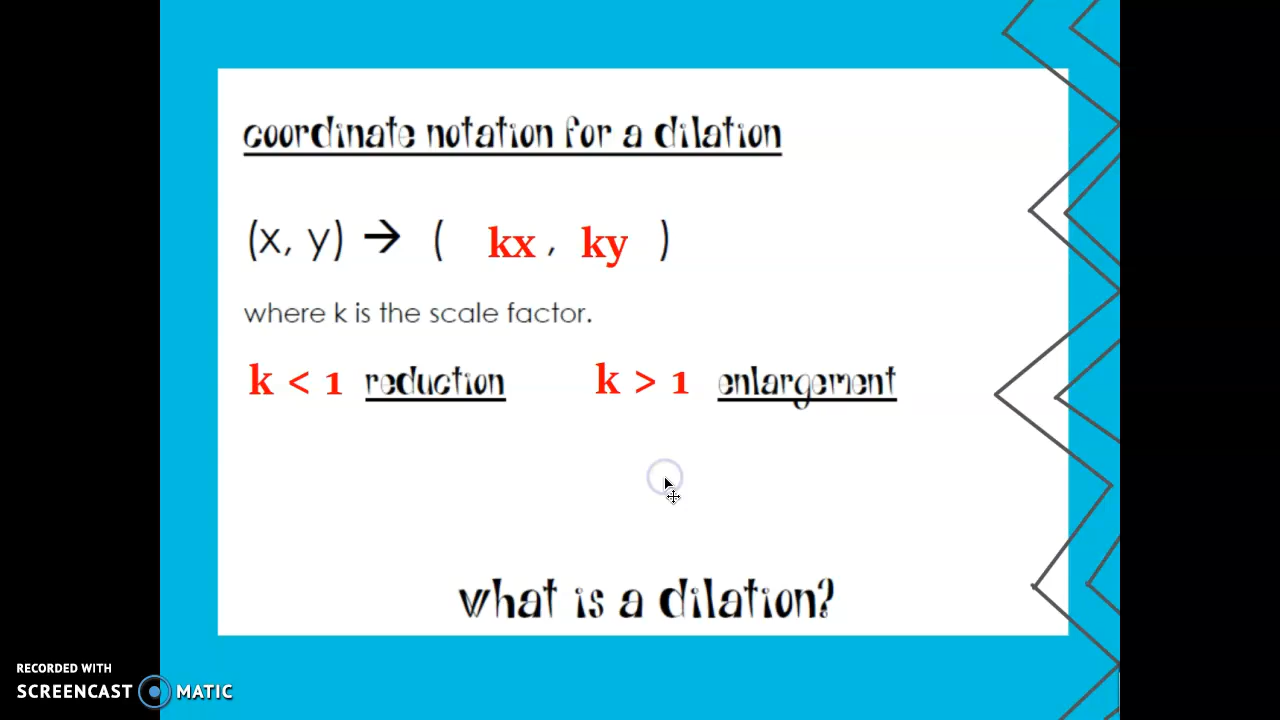 coordinate notation for a dilation
(x, y) → ( kx , ky )
where k is the scale factor.
k < 1 reduction k > 1 enlargement
what is a dilation?
RECORDED WITH
SCREENCAST MATIC